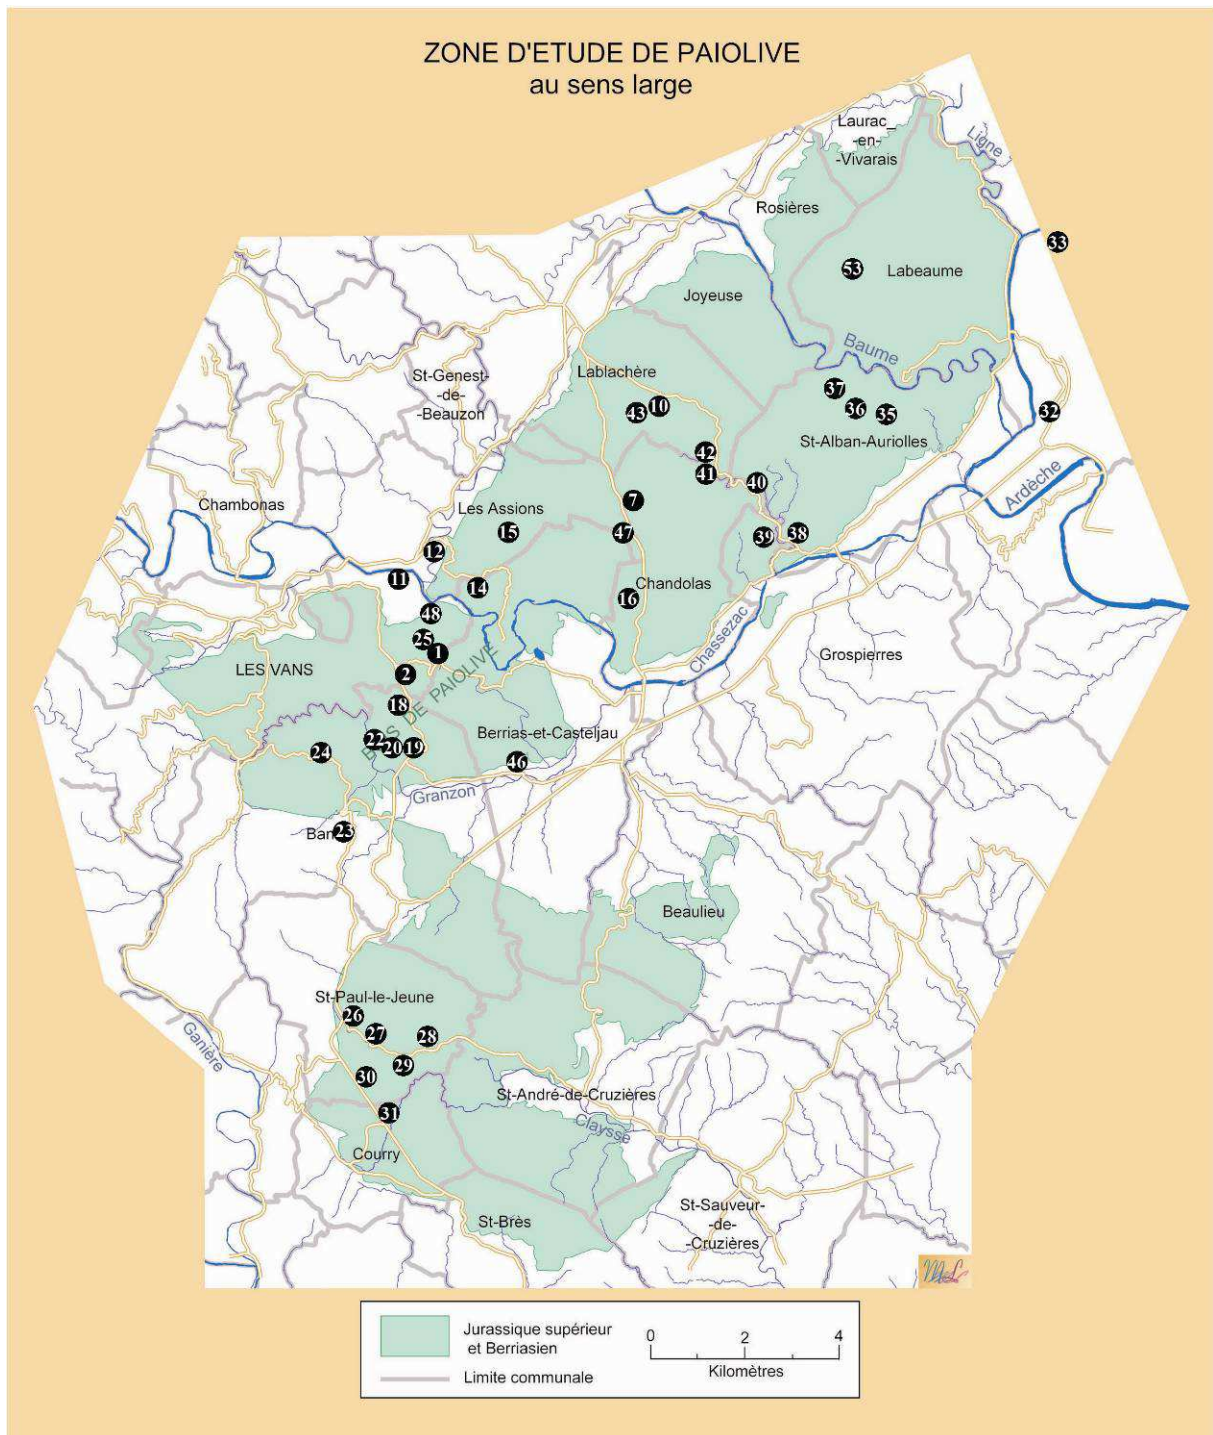 ZONE D'ETUDE DE PAIOLIVE
au sens large
Laurac_
-en-
-Vivarais
Ligne
Rosières
33
53
Labeaume
Joyeuse
Baume
St-Genest-
-de-
-Beauzon
Lablachère
37
43
10
36
35
32
St-Alban-Auriolles
42
41
40
Ardèche
Chambonas
7
Les Assions
15
47
39
38
12
11
14
Chandolas
16
48
Chassezac
25
1
Grospierres
LES VANS
2
BOIS DE PAIOLIVE
18
Berrias-et-Casteljau
22
20
19
24
46
Granzon
Ban
23
Beaulieu
St-Paul-le-Jeune
26
27
28
Ganière
29
30
St-André-de-Cruzières
31
Claysse
Courry
St-Brès
St-Sauveur-
-de-
-Cruzières
Jurassique supérieur
et Berriasien
0 2 4
Kilomètres
Limite communale